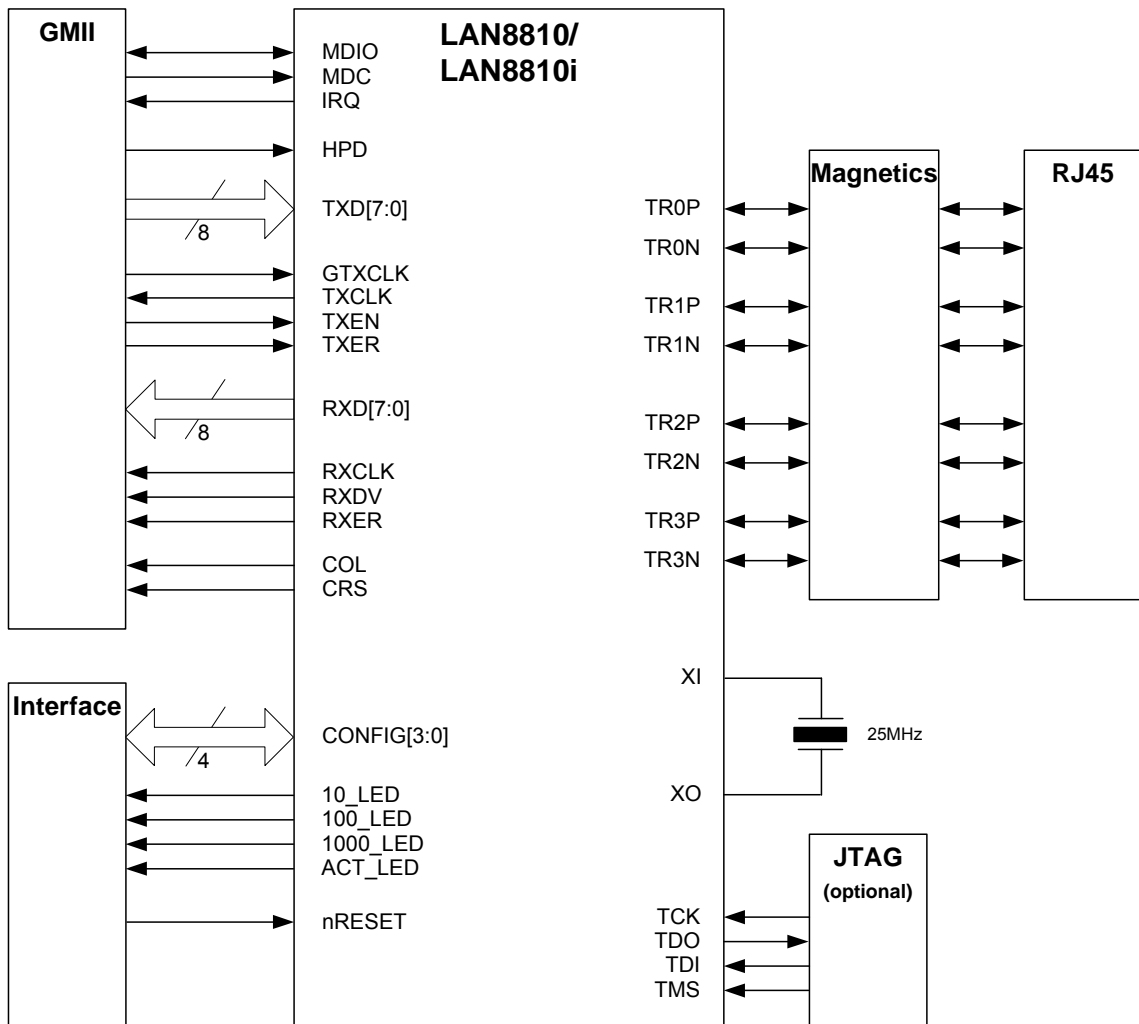 GMII
MDIO
MDC
IRQ
HPD
TXD[7:0]
8
GTXCLK
TXCLK
TXEN
TXER
RXD[7:0]
8
RXCLK
RXDV
RXER
COL
CRS
Interface
CONFIG[3:0]
4
10_LED
100_LED
1000_LED
ACT_LED
nRESET
LAN8810/
LAN8810i
TR0P
TR0N
TR1P
TR1N
TR2P
TR2N
TR3P
TR3N
Magnetics
RJ45
XI
XO
25MHz
JTAG
(optional)
TCK
TDO
TDI
TMS